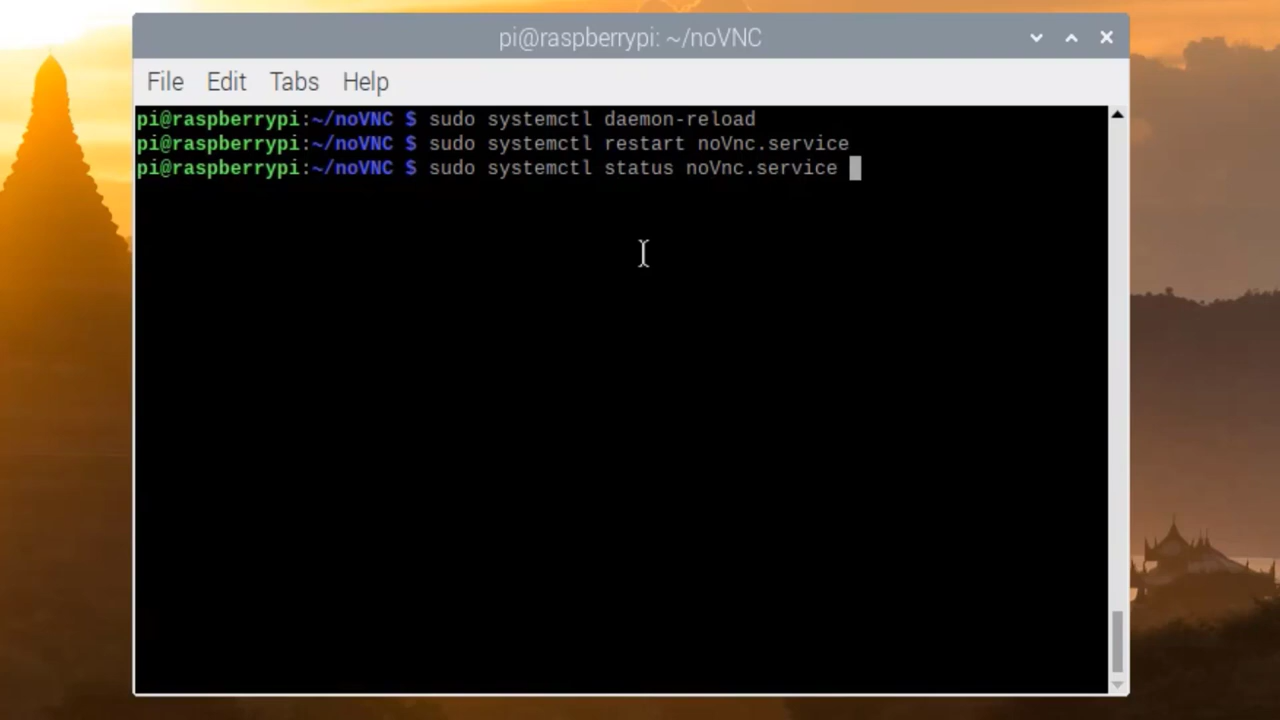 pi@raspberrypi: ~/noVNC
File Edit Tabs Help
pi@raspberrypi:~/noVNC $ sudo systemctl daemon-reload
pi@raspberrypi:~/noVNC $ sudo systemctl restart noVnc.service
pi@raspberrypi:~/noVNC $ sudo systemctl status noVnc.service